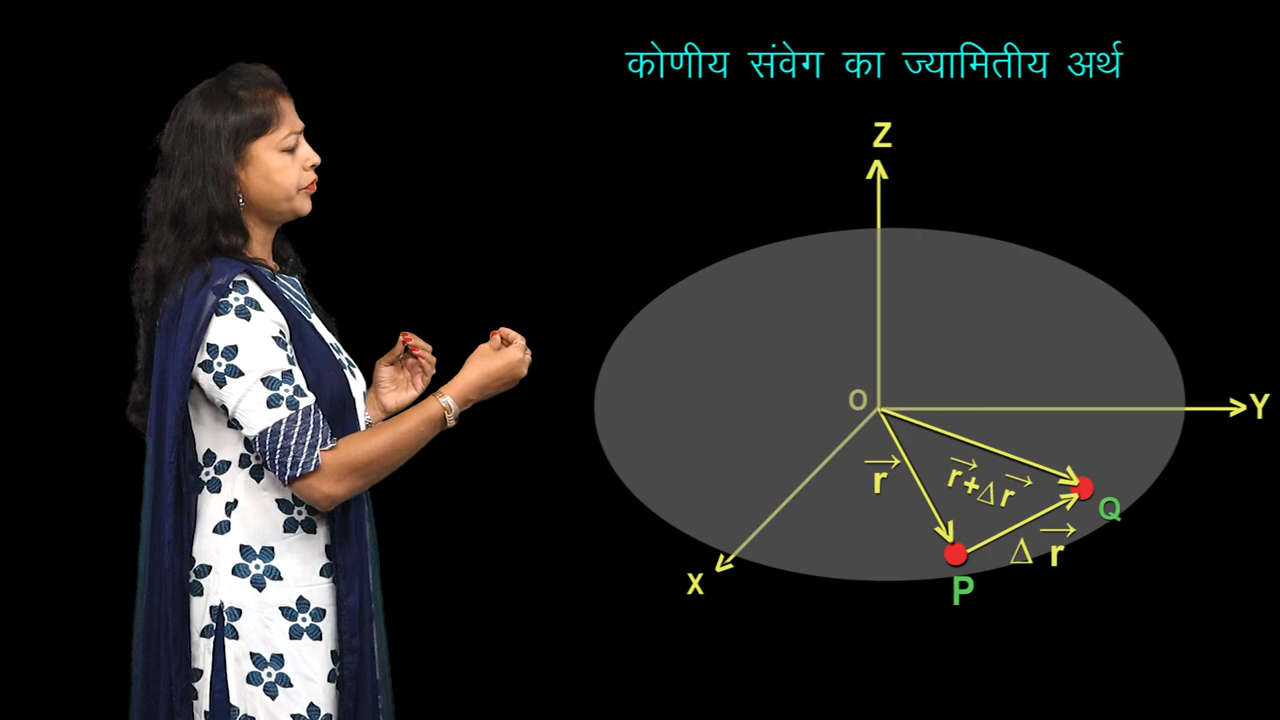 कोणीय संवेग का ज्यामितीय अर्थ
Z
O
Y
r⃗
r⃗+Δr⃗
Q
Δr⃗
X
P